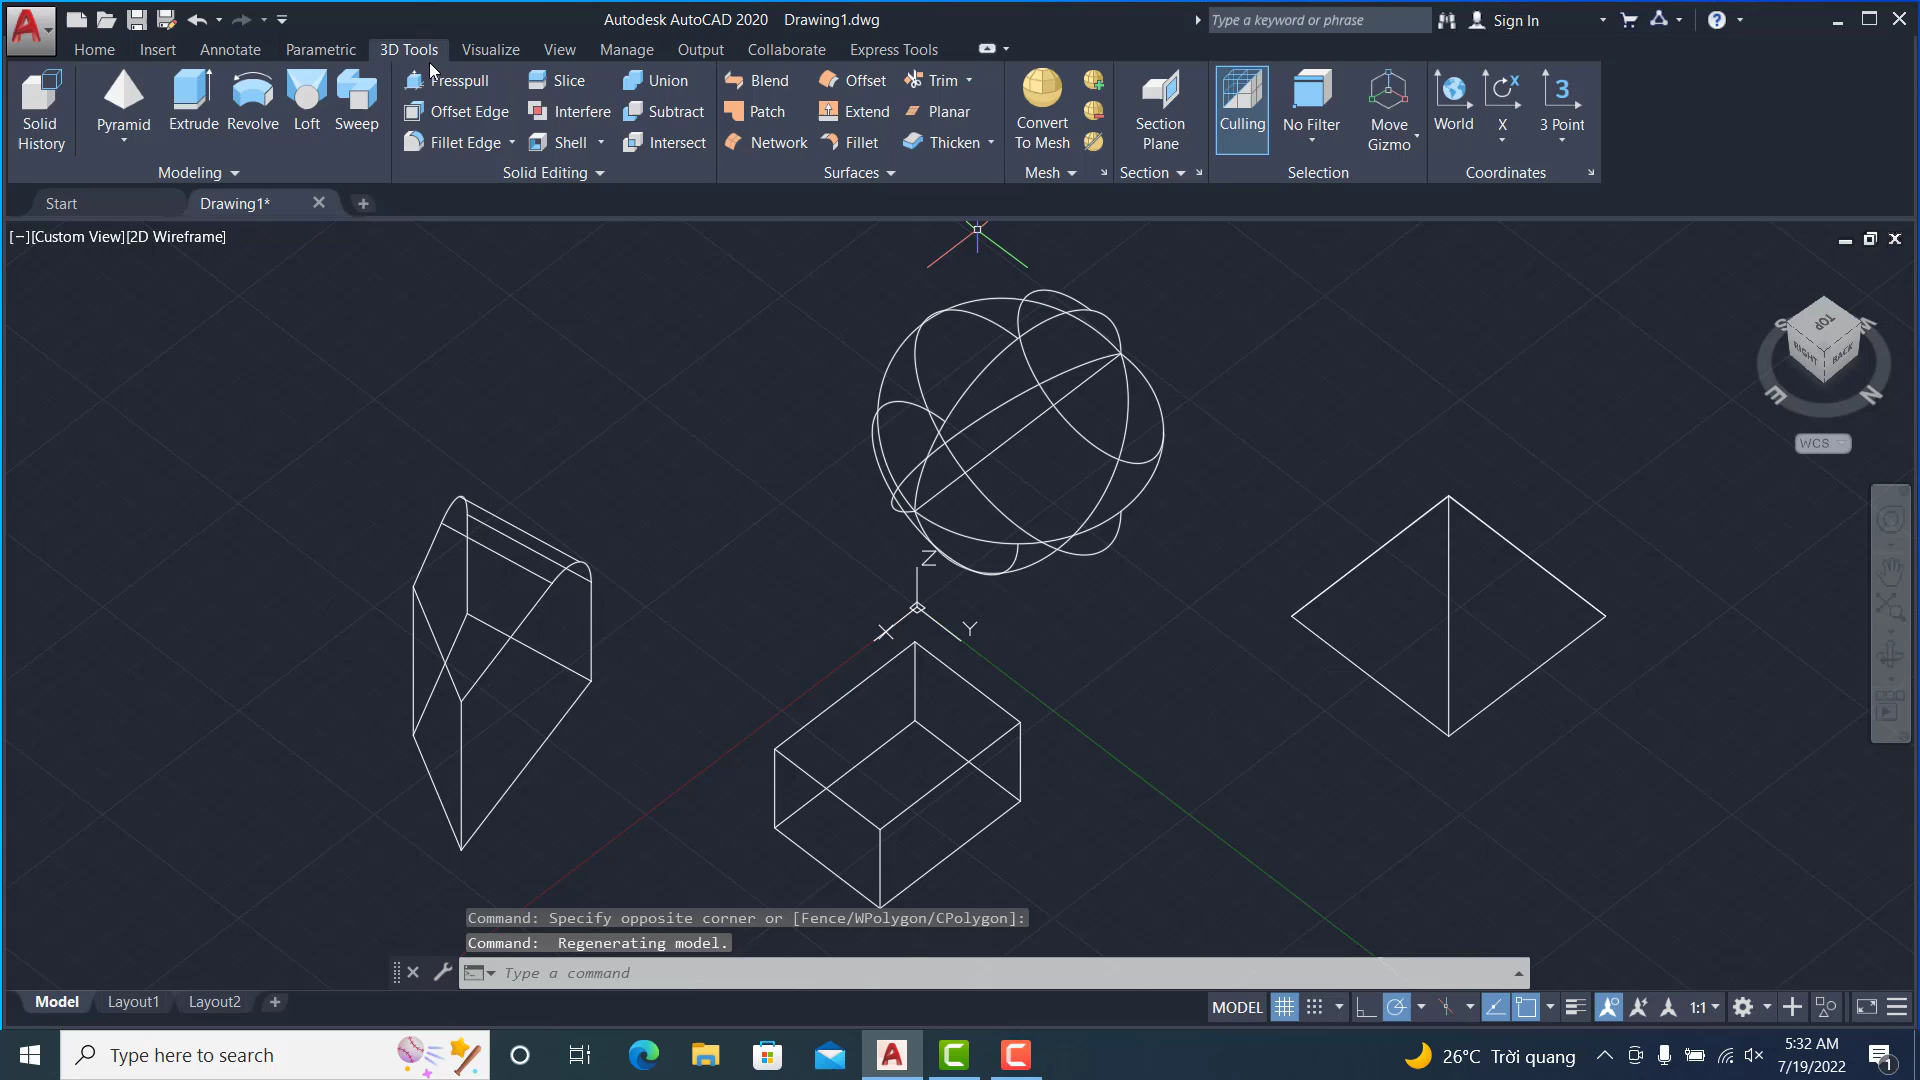 Autodesk AutoCAD 2020 Drawing1.dwg
Type a keyword or phrase
Sign In
Home Insert Annotate Parametric 3D Tools Visualize View Manage Output Collaborate Express Tools
Solid History
Pyramid
Extrude
Revolve
Loft
Sweep
Modeling
Presspull
Slice
Union
Offset Edge
Interfere
Subtract
Fillet Edge
Shell
Intersect
Solid Editing
Blend
Offset
Trim
Patch
Extend
Planar
Network
Fillet
Thicken
Surfaces
Convert To Mesh
Mesh
Section Plane
Section
Culling
No Filter
Move Gizmo
Selection
World
X
3 Point
Coordinates
Start
Drawing1*
[−][Custom View][2D Wireframe]
TOP
RIGHT
BACK
S
W
E
N
WCS
Z
X
Y
Command: Specify opposite corner or [Fence/WPolygon/CPolygon]:
Command: Regenerating model.
Type a command
Model Layout1 Layout2
MODEL
1:1
Type here to search
26°C Trời quang
5:32 AM
7/19/2022
1